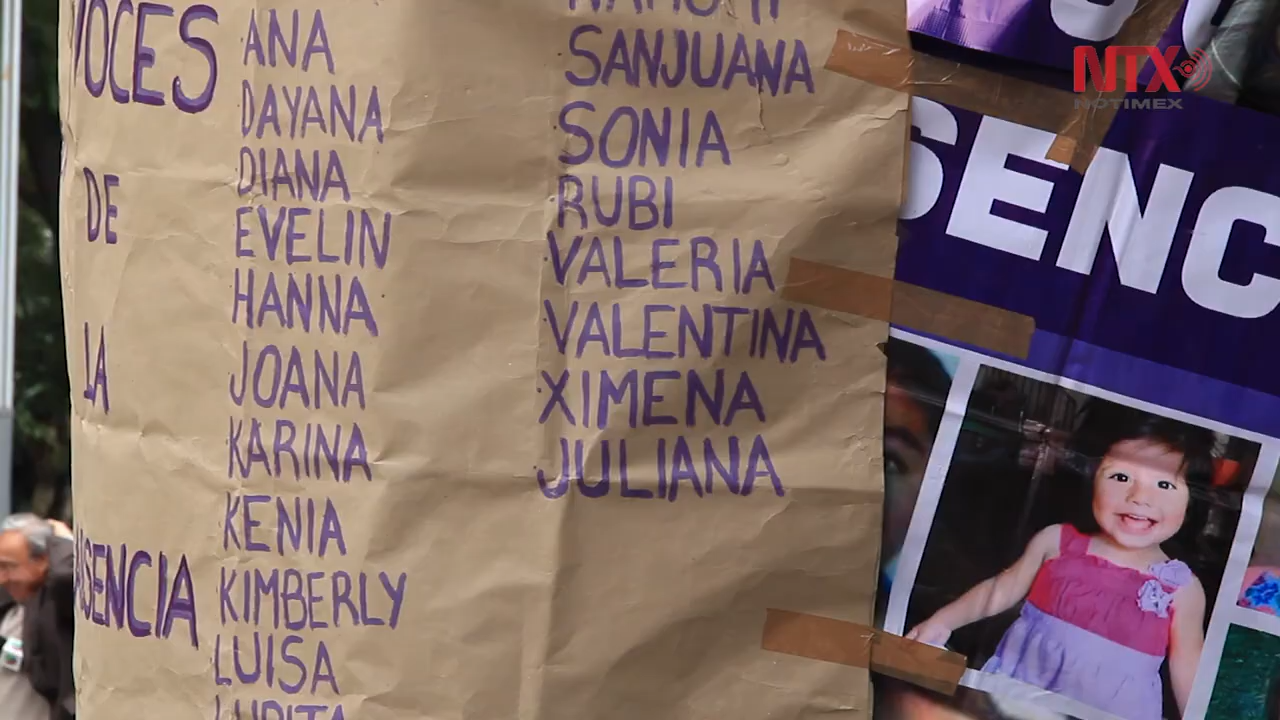 VOCES
DE
LA
AUSENCIA
ANA
DAYANA
DIANA
EVELIN
HANNA
JOANA
KARINA
KENIA
KIMBERLY
LUISA
LUPITA
SANJUANA
SONIA
RUBI
VALERIA
VALENTINA
XIMENA
JULIANA
SENC
NTX
NOTIMEX